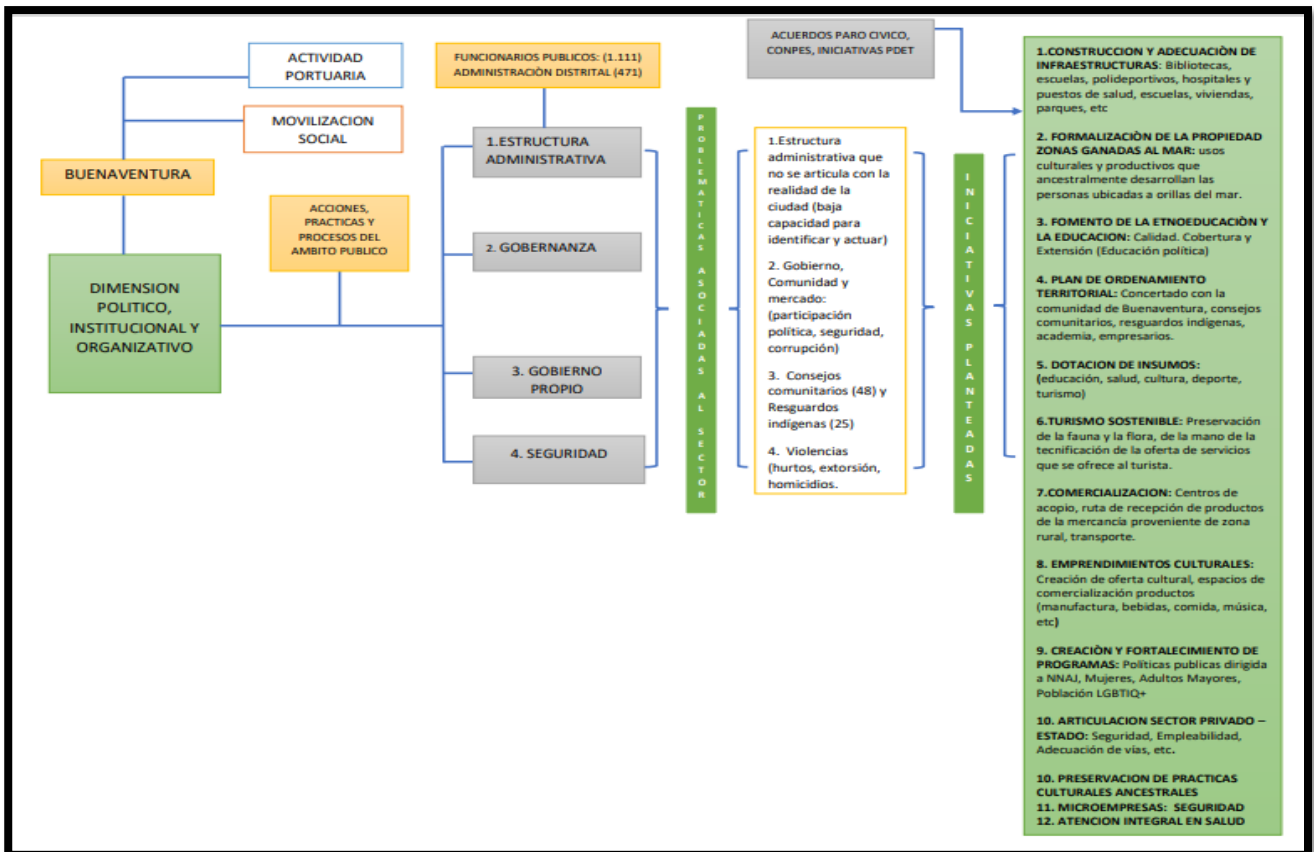 ACTIVIDAD
PORTUARIA
MOVILIZACION
SOCIAL
BUENAVENTURA
DIMENSION
POLITICO,
INSTITUCIONAL Y
ORGANIZATIVO
ACCIONES,
PRACTICAS Y
PROCESOS DEL
AMBITO PUBLICO
FUNCIONARIOS PUBLICOS: (1.111)
ADMINISTRACIÒN DISTRITAL (471)
1.ESTRUCTURA
ADMINISTRATIVA
2. GOBERNANZA
3. GOBIERNO
PROPIO
4. SEGURIDAD
PROBLEMATICAS ASOCIADAS AL SECTOR
1.Estructura
administrativa que
no se articula con la
realidad de la
ciudad (baja
capacidad para
identificar y actuar)
2. Gobierno,
Comunidad y
mercado:
(participación
política, seguridad,
corrupción)
3. Consejos
comunitarios (48) y
Resguardos
indígenas (25)
4. Violencias
(hurtos, extorsión,
homicidios.
INICIATIVAS PLANTEADAS
ACUERDOS PARO CIVICO,
CONPES, INICIATIVAS PDET
1.CONSTRUCCION Y ADECUACIÒN DE
INFRAESTRUCTURAS: Bibliotecas,
escuelas, polideportivos, hospitales y
puestos de salud, escuelas, viviendas,
parques, etc
2. FORMALIZACIÒN DE LA PROPIEDAD
ZONAS GANADAS AL MAR: usos
culturales y productivos que
ancestralmente desarrollan las
personas ubicadas a orillas del mar.
3. FOMENTO DE LA ETNOEDUCACIÒN Y
LA EDUCACION: Calidad. Cobertura y
Extensión (Educación política)
4. PLAN DE ORDENAMIENTO
TERRITORIAL: Concertado con la
comunidad de Buenaventura, consejos
comunitarios, resguardos indígenas,
academia, empresarios.
5. DOTACION DE INSUMOS:
(educación, salud, cultura, deporte,
turismo)
6.TURISMO SOSTENIBLE: Preservación
de la fauna y la flora, de la mano de la
tecnificación de la oferta de servicios
que se ofrece al turista.
7.COMERCIALIZACION: Centros de
acopio, ruta de recepción de productos
de la mercancía proveniente de zona
rural, transporte.
8. EMPRENDIMIENTOS CULTURALES:
Creación de oferta cultural, espacios de
comercialización productos
(manufactura, bebidas, comida, música,
etc)
9. CREACIÒN Y FORTALECIMIENTO DE
PROGRAMAS: Políticas publicas dirigida
a NNAJ, Mujeres, Adultos Mayores,
Población LGBTIQ+
10. ARTICULACION SECTOR PRIVADO –
ESTADO: Seguridad, Empleabilidad,
Adecuación de vías, etc.
10. PRESERVACION DE PRACTICAS
CULTURALES ANCESTRALES
11. MICROEMPRESAS: SEGURIDAD
12. ATENCION INTEGRAL EN SALUD